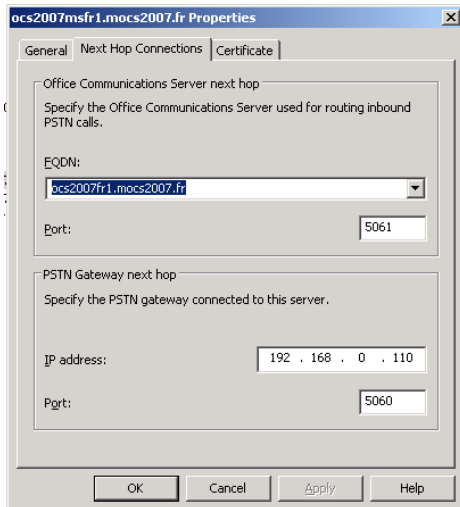 ocs2007msfr1.mocs2007.fr Properties
General Next Hop Connections Certificate
Office Communications Server next hop
Specify the Office Communications Server used for routing inbound
PSTN calls.
FQDN:
ocs2007fr1.mocs2007.fr
Port: 5061
PSTN Gateway next hop
Specify the PSTN gateway connected to this server.
IP address: 192 . 168 . 0 . 110
Port: 5060
OK Cancel Apply Help